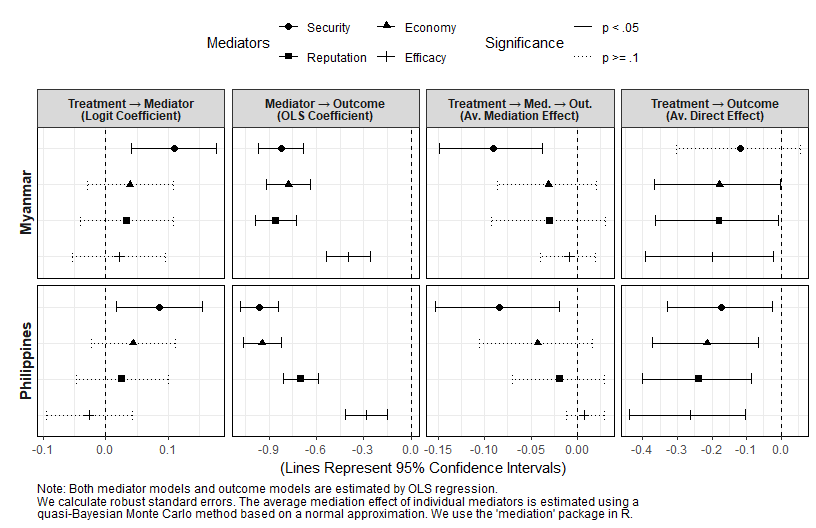 Mediators
Security
Economy
Reputation
Efficacy
Significance
p < .05
p >= .1
Treatment → Mediator
(Logit Coefficient)
Mediator → Outcome
(OLS Coefficient)
Treatment → Med. → Out.
(Av. Mediation Effect)
Treatment → Outcome
(Av. Direct Effect)
Myanmar
Philippines
-0.1 0.0 0.1
-0.9 -0.6 -0.3 0.0
-0.15 -0.10 -0.05 0.00
-0.4 -0.3 -0.2 -0.1 0.0
(Lines Represent 95% Confidence Intervals)
Note: Both mediator models and outcome models are estimated by OLS regression.
We calculate robust standard errors. The average mediation effect of individual mediators is estimated using a
quasi-Bayesian Monte Carlo method based on a normal approximation. We use the 'mediation' package in R.